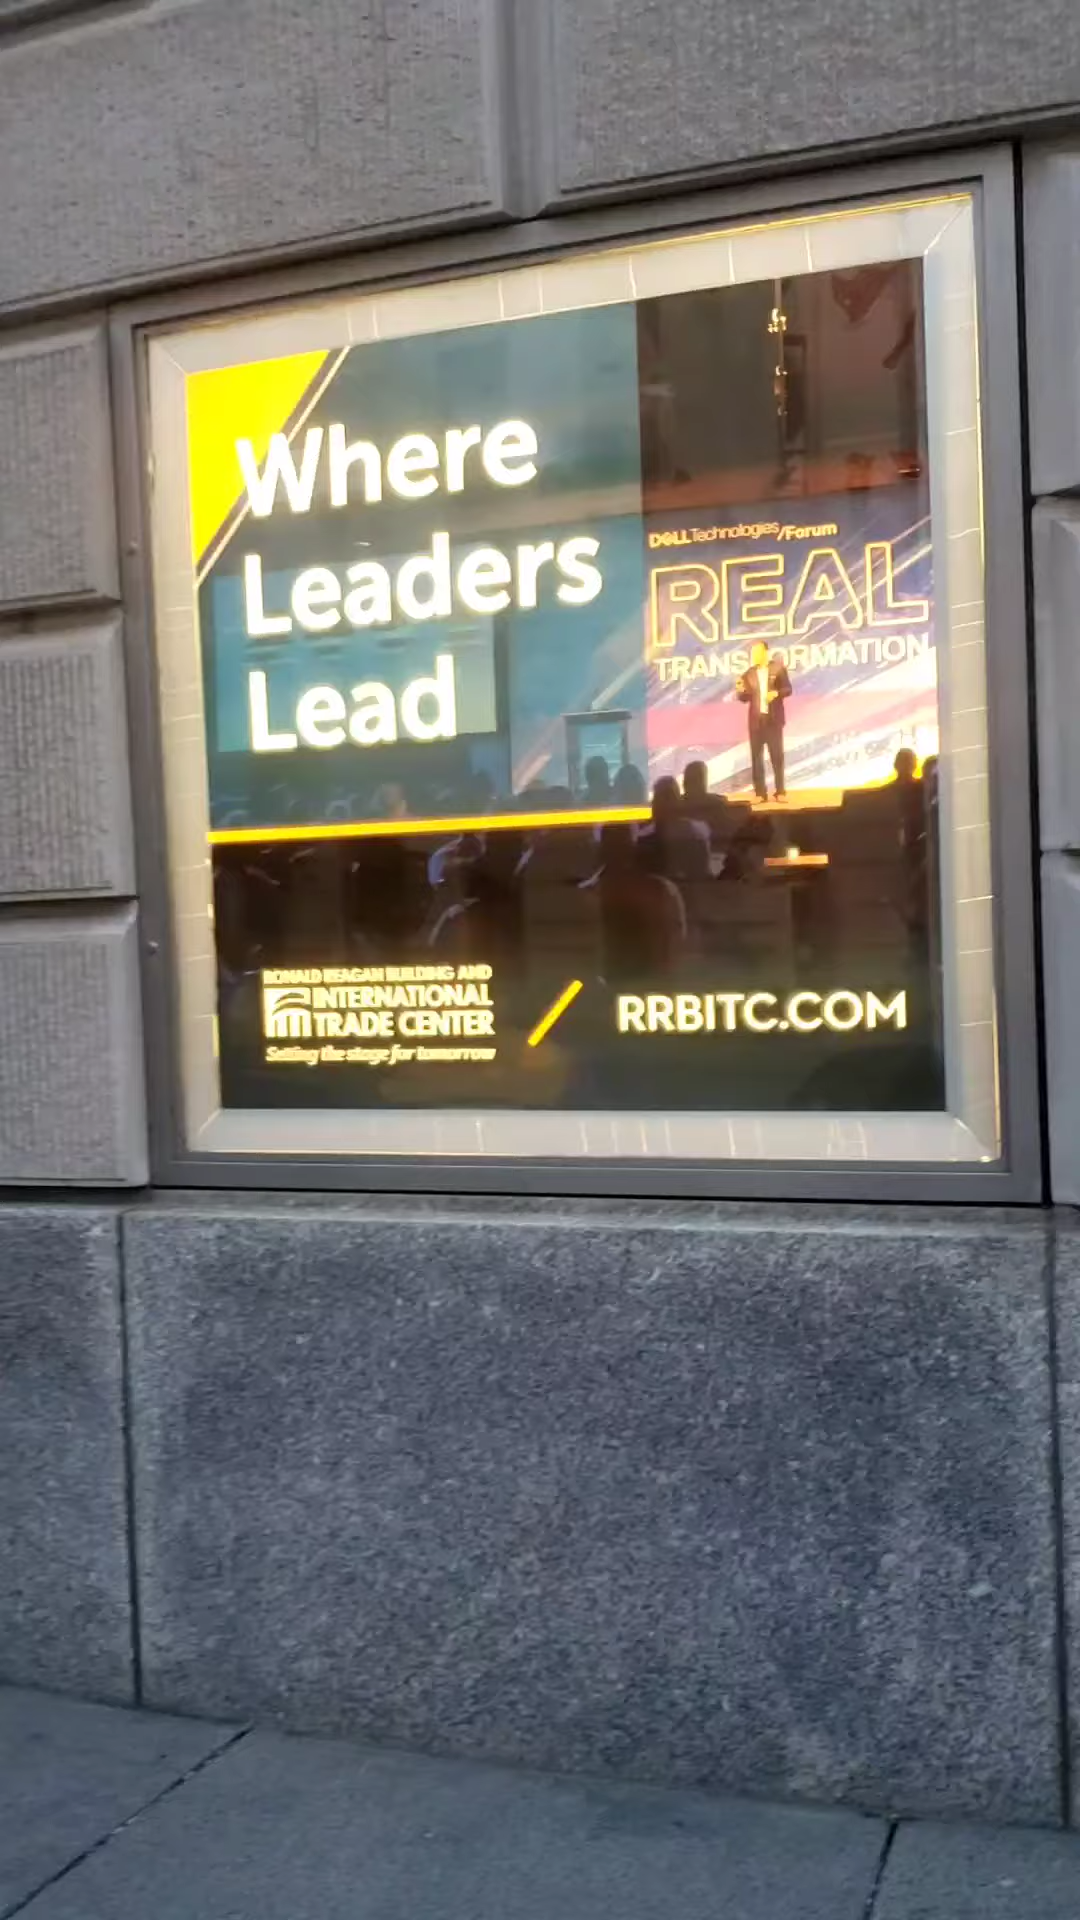 Where
Leaders
Lead
DELLTechnologies/Forum
REAL
TRANSFORMATION
RONALD REAGAN BUILDING AND
INTERNATIONAL
TRADE CENTER
Setting the stage for tomorrow
RRBITC.COM